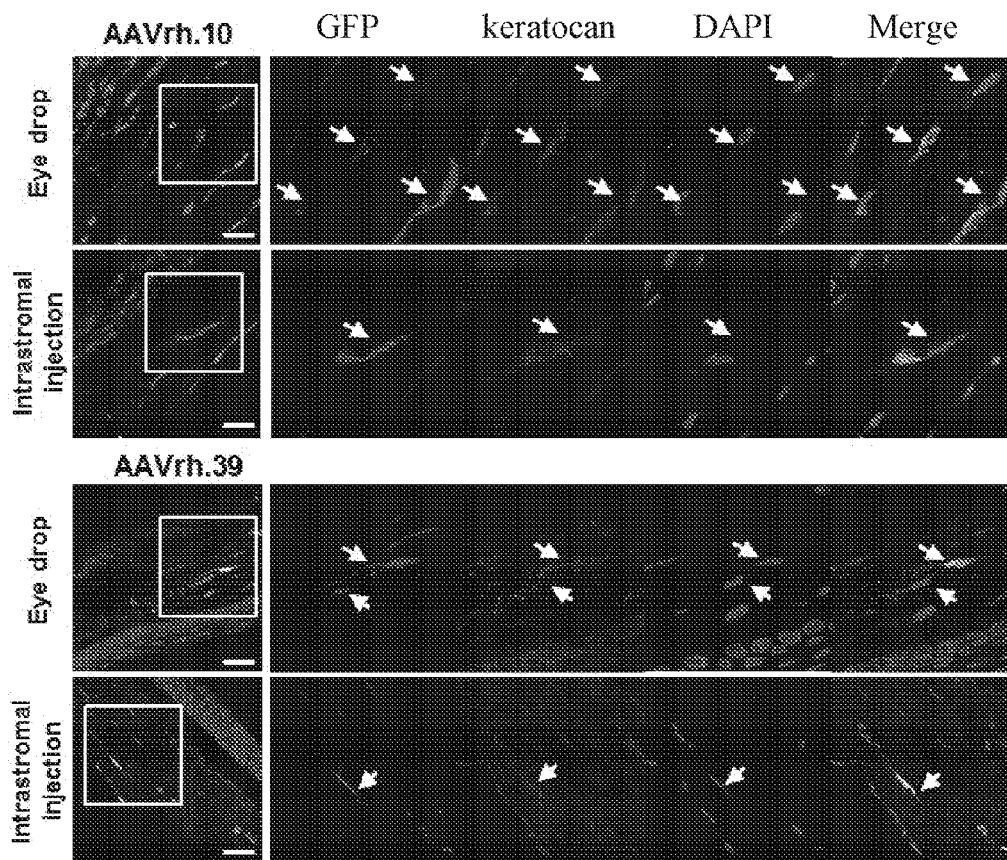 AAVrh.10
GFP
keratocan
DAPI
Merge
Eye drop
Intrastromal
injection
AAVrh.39
Eye drop
Intrastromal
injection